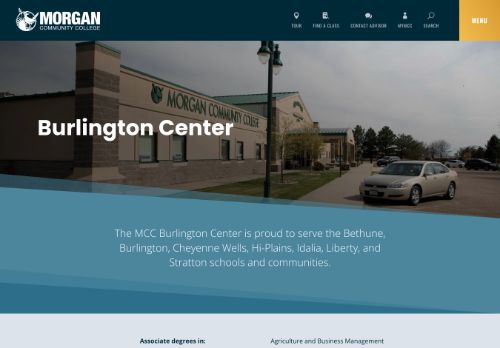 MORGAN
COMMUNITY COLLEGE
TOUR
FIND A CLASS
CONTACT ADVISOR
MYMCC
SEARCH
MENU
MORGAN COMMUNITY COLLEGE
Burlington Center
The MCC Burlington Center is proud to serve the Bethune,
Burlington, Cheyenne Wells, Hi-Plains, Idalia, Liberty, and
Stratton schools and communities.
Associate degrees in:
Agriculture and Business Management